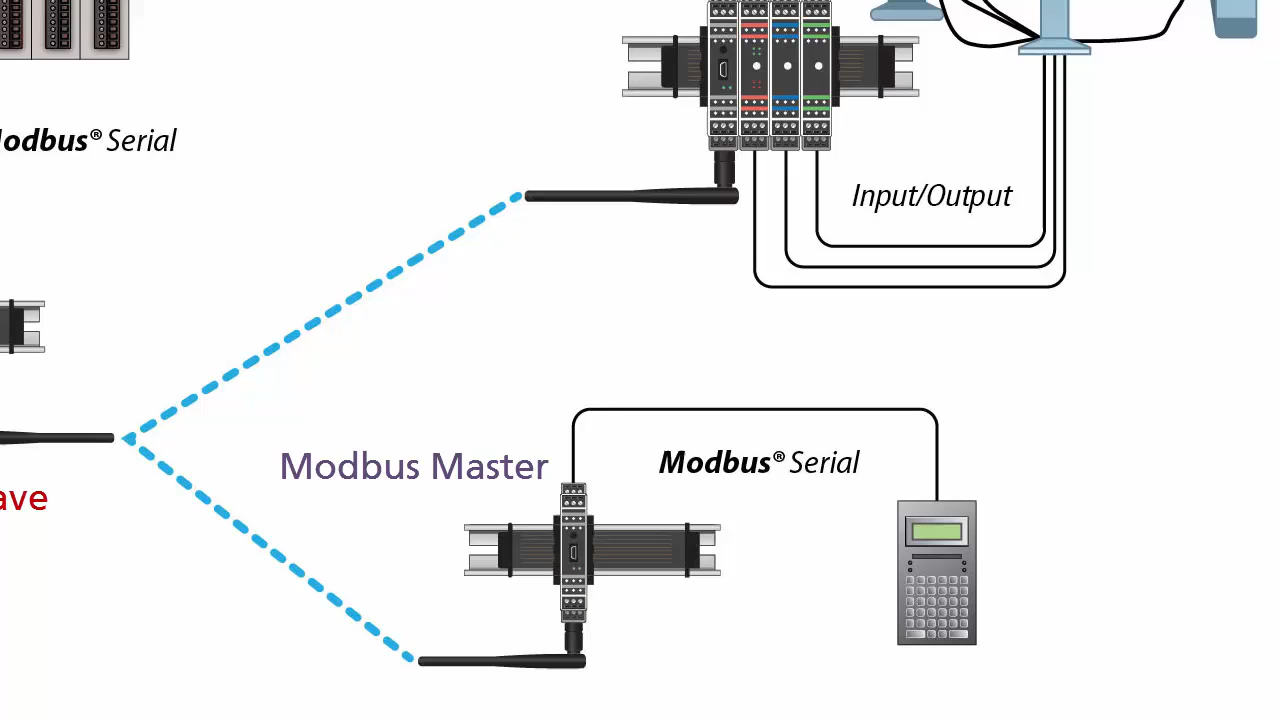 odbus® Serial
Input/Output
Modbus Master
Modbus® Serial
ave